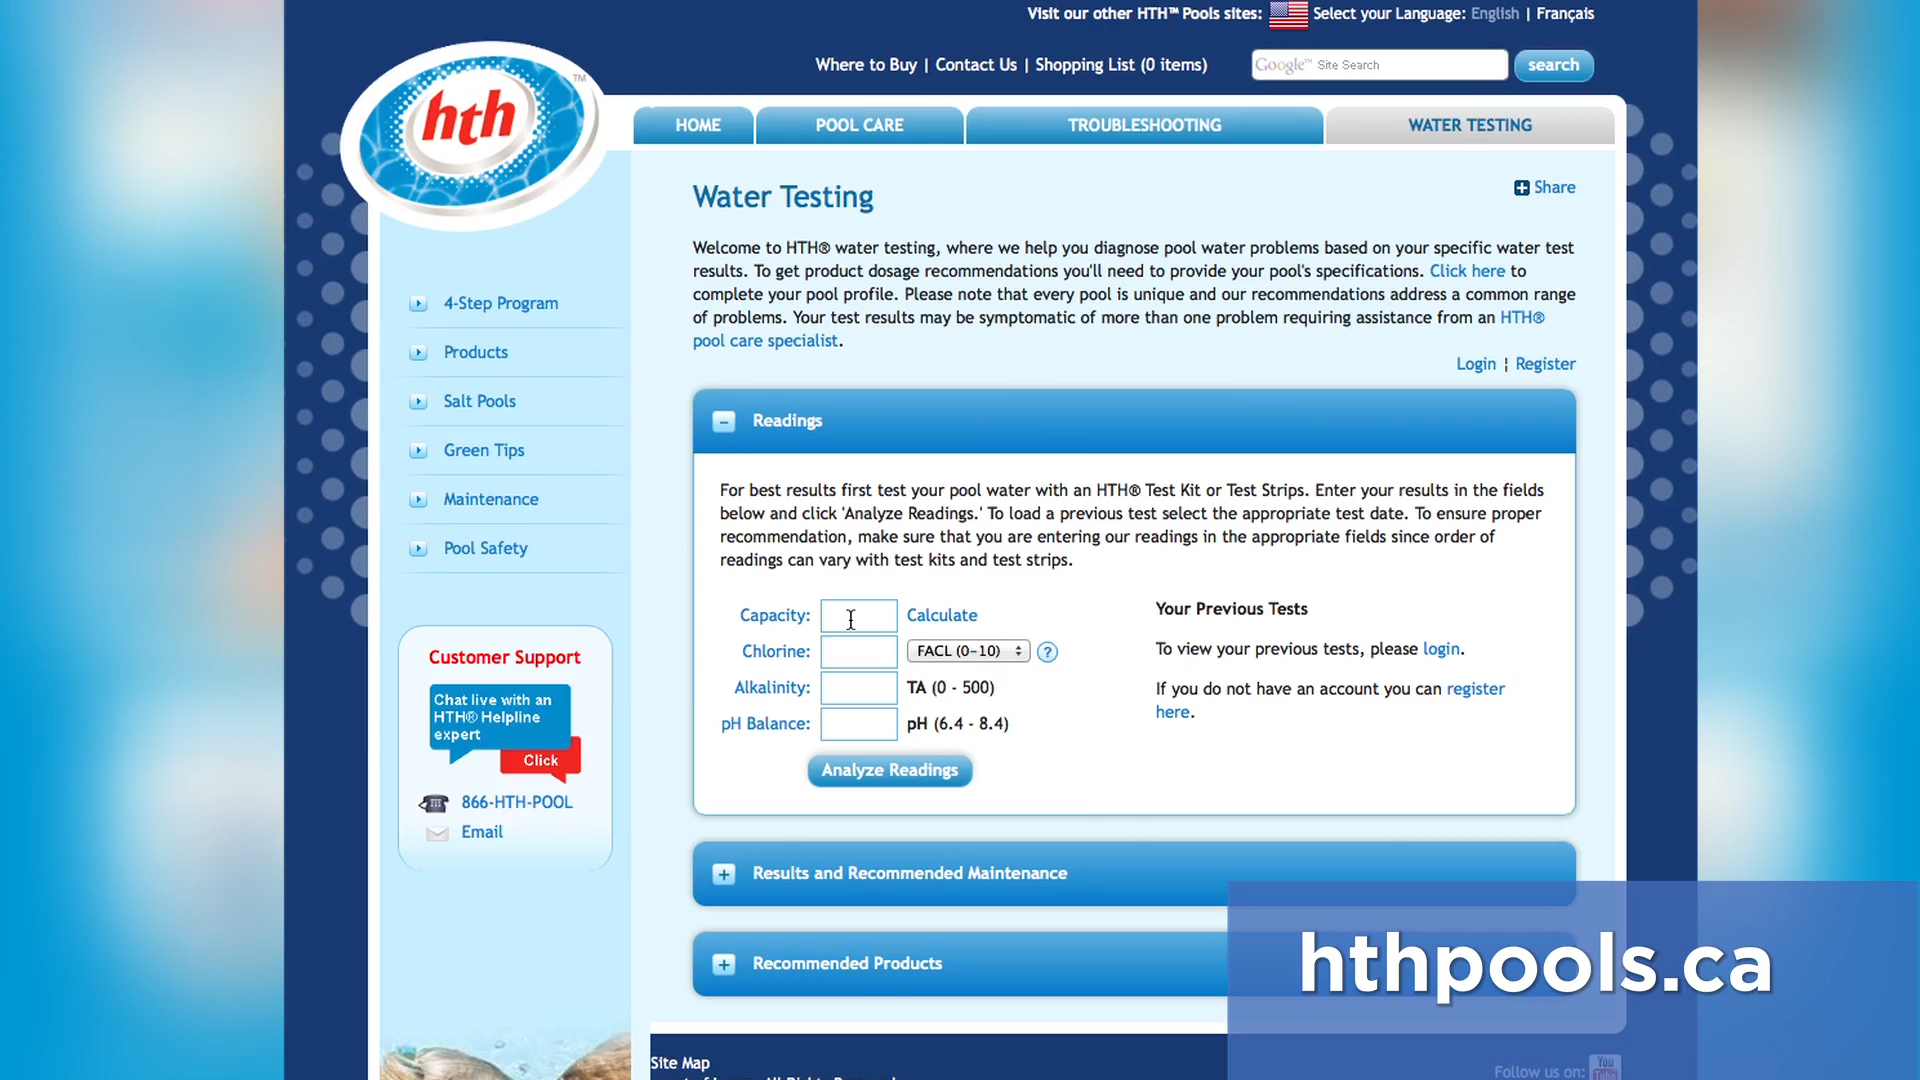 Visit our other HTH™ Pools sites: Select your Language: English | Français
Where to Buy | Contact Us | Shopping List (0 items)
Google™ Site Search
search
hth™
HOME
POOL CARE
TROUBLESHOOTING
WATER TESTING
Water Testing
Share
Welcome to HTH® water testing, where we help you diagnose pool water problems based on your specific water test
results. To get product dosage recommendations you'll need to provide your pool's specifications. Click here to
complete your pool profile. Please note that every pool is unique and our recommendations address a common range
of problems. Your test results may be symptomatic of more than one problem requiring assistance from an HTH®
pool care specialist.
Login ¦ Register
4-Step Program
Products
Salt Pools
Green Tips
Maintenance
Pool Safety
Customer Support
Chat live with an
HTH® Helpline
expert
Click
866-HTH-POOL
Email
Readings
For best results first test your pool water with an HTH® Test Kit or Test Strips. Enter your results in the fields
below and click 'Analyze Readings.' To load a previous test select the appropriate test date. To ensure proper
recommendation, make sure that you are entering our readings in the appropriate fields since order of
readings can vary with test kits and test strips.
Capacity: Calculate
Chlorine: FACL (0-10) ?
Alkalinity: TA (0 - 500)
pH Balance: pH (6.4 - 8.4)
Analyze Readings
Your Previous Tests
To view your previous tests, please login.
If you do not have an account you can register
here.
Results and Recommended Maintenance
Recommended Products
hthpools.ca
Site Map
Follow us on: You